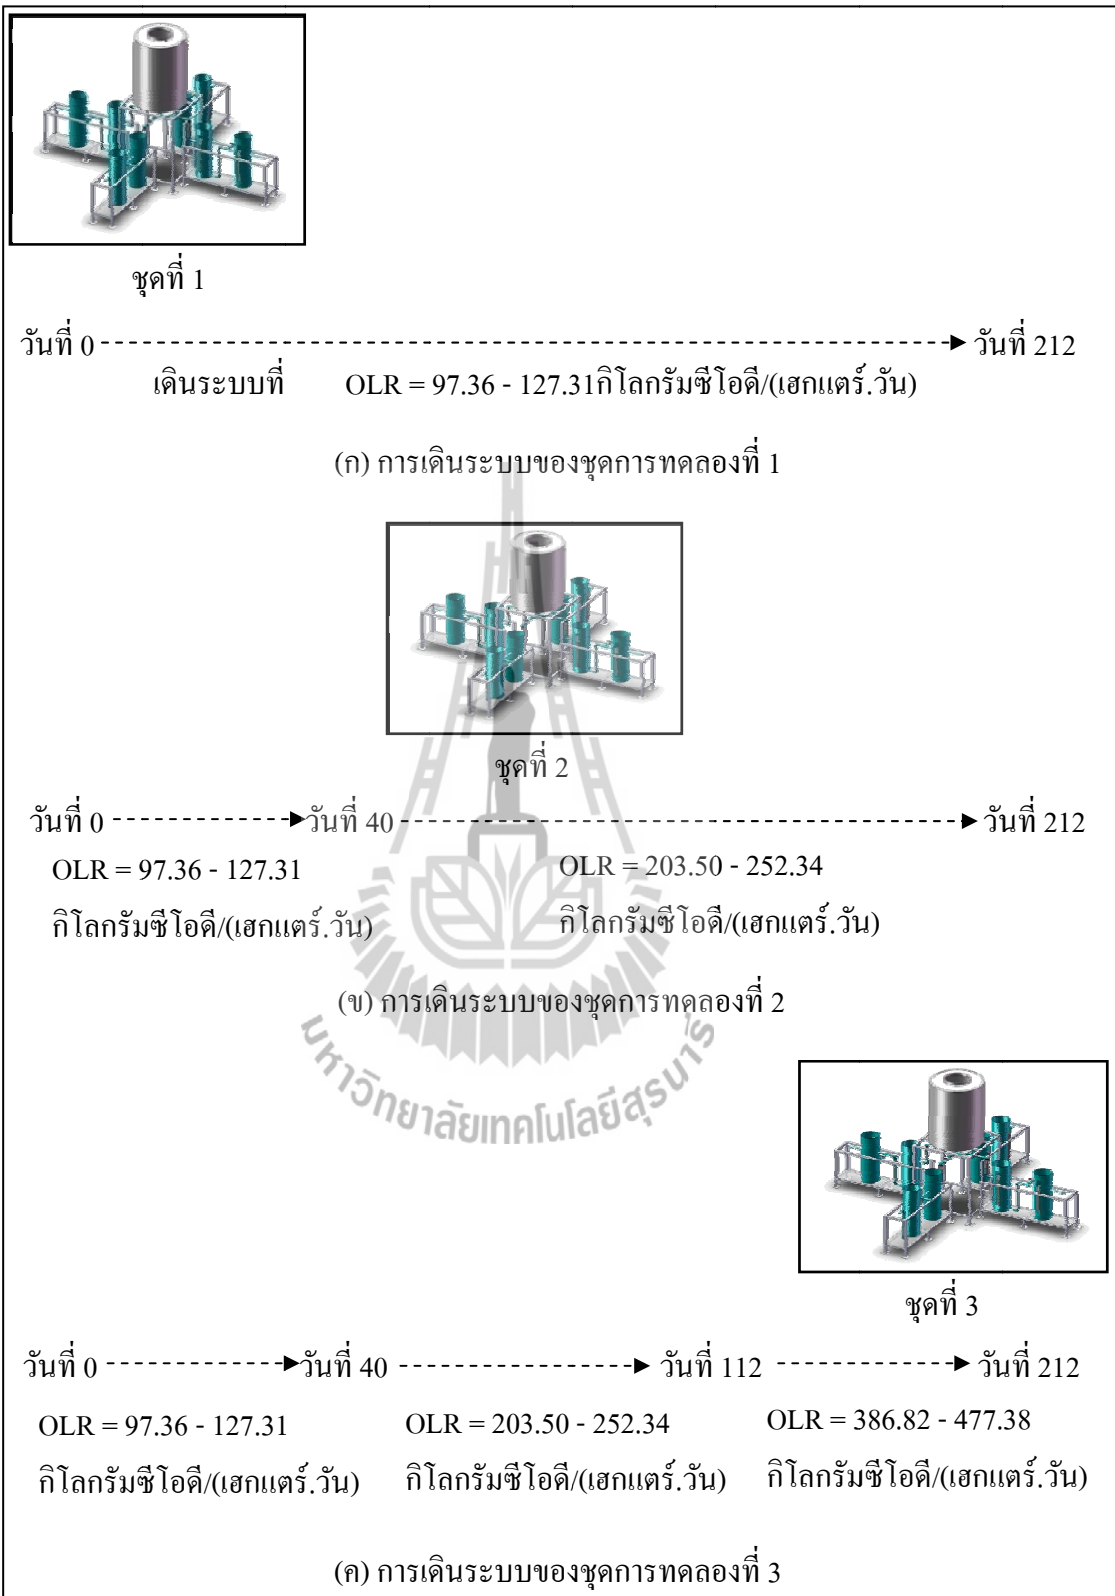 ชุดที่ 1
วันที่ 0 วันที่ 212
เดินระบบที่ OLR = 97.36 - 127.31กิโลกรัมซีโอดี/(เฮกแตร์.วัน)
(ก) การเดินระบบของชุดการทดลองที่ 1
ชุดที่ 2
วันที่ 0 วันที่ 40 วันที่ 212
OLR = 97.36 - 127.31 OLR = 203.50 - 252.34
กิโลกรัมซีโอดี/(เฮกแตร์.วัน) กิโลกรัมซีโอดี/(เฮกแตร์.วัน)
(ข) การเดินระบบของชุดการทดลองที่ 2
มหาวิทยาลัยเทคโนโลยีสุรนารี
ชุดที่ 3
วันที่ 0 วันที่ 40 วันที่ 112 วันที่ 212
OLR = 97.36 - 127.31 OLR = 203.50 - 252.34 OLR = 386.82 - 477.38
กิโลกรัมซีโอดี/(เฮกแตร์.วัน) กิโลกรัมซีโอดี/(เฮกแตร์.วัน) กิโลกรัมซีโอดี/(เฮกแตร์.วัน)
(ค) การเดินระบบของชุดการทดลองที่ 3